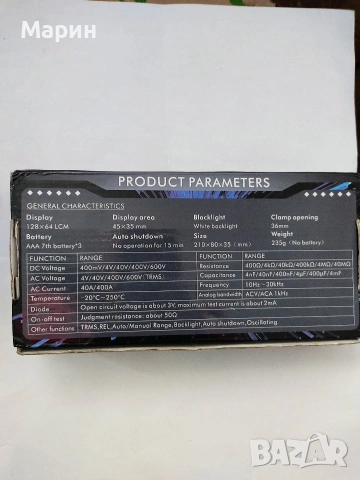 Марин
PRODUCT PARAMETERS
GENERAL CHARACTERISTICS
Display Display area Blacklight Clamp opening
128×64 LCM 45×35 mm White backlight 36mm
Battery Auto shutdown Size Weight
AAA 7th battery*3 No operation for 15 min 210×80×35 (mm) 235g (No battery)
FUNCTION RANGE FUNCTION RANGE
DC Voltage 400mV/4V/40V/400V/600V Resistance 400Ω/4kΩ/40kΩ/400kΩ/4MΩ/40MΩ
AC Voltage 4V/40V/400V/600V (TRMS) Capacitance 4nF/40nF/400nF/4μF/400μF/4mF
AC Current 40A/400A Frequency 10Hz~30kHz
Temperature -20°C~250°C Analog bandwidth ACV/ACA 1kHz
Diode Open circuit voltage is about 3V, maximum test current is about 2mA
On-off test Judgment resistance: about 50Ω
Other functions TRMS,REL,Auto/Manual Range,Backlight,Auto shutdown,Oscillating
BAZAR